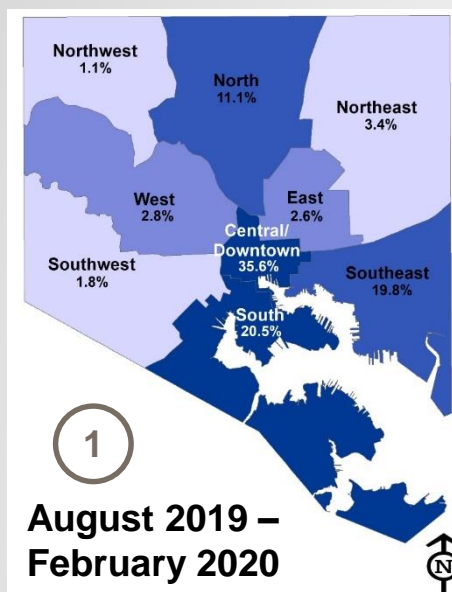 Northwest
1.1%
North
11.1%
Northeast
3.4%
West
2.8%
East
2.6%
Central/
Downtown
35.6%
Southwest
1.8%
Southeast
19.8%
South
20.5%
1
August 2019 –
February 2020
N